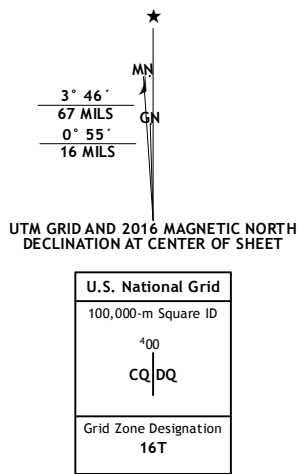 ★
MN
3° 46´
67 MILS
GN
0° 55´
16 MILS
UTM GRID AND 2016 MAGNETIC NORTH
DECLINATION AT CENTER OF SHEET
U.S. National Grid
100,000-m Square ID
⁴00
CQ DQ
Grid Zone Designation
16T